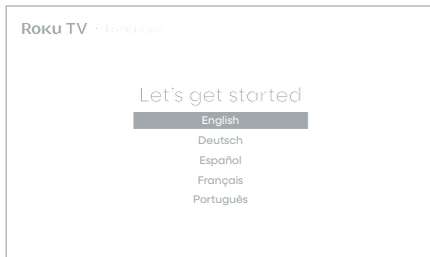 Roku TV
Let's get started
English
Deutsch
Español
Français
Português